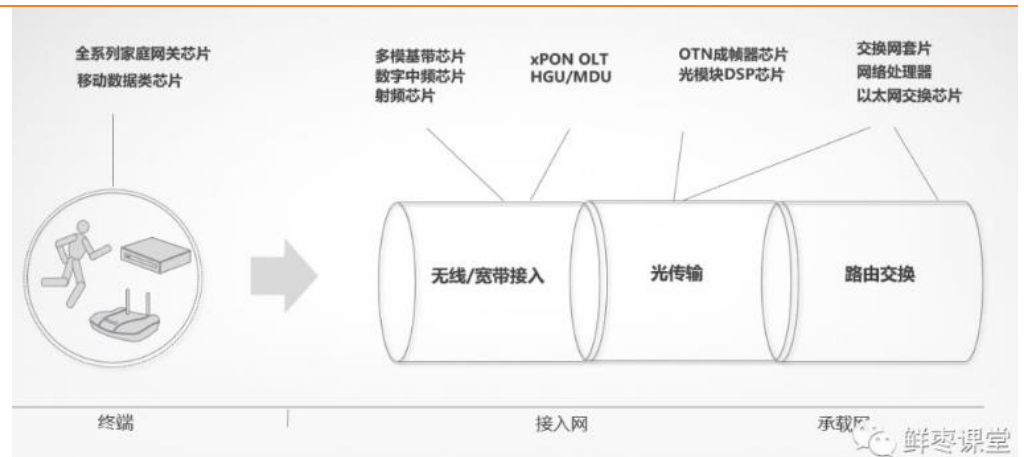 全系列家庭网关芯片
移动数据类芯片
多模基带芯片
数字中频芯片
射频芯片
xPON OLT
HGU/MDU
OTN成帧器芯片
光模块DSP芯片
交换网套片
网络处理器
以太网交换芯片
无线/宽带接入
光传输
路由交换
终端
接入网
承载网
鲜枣课堂